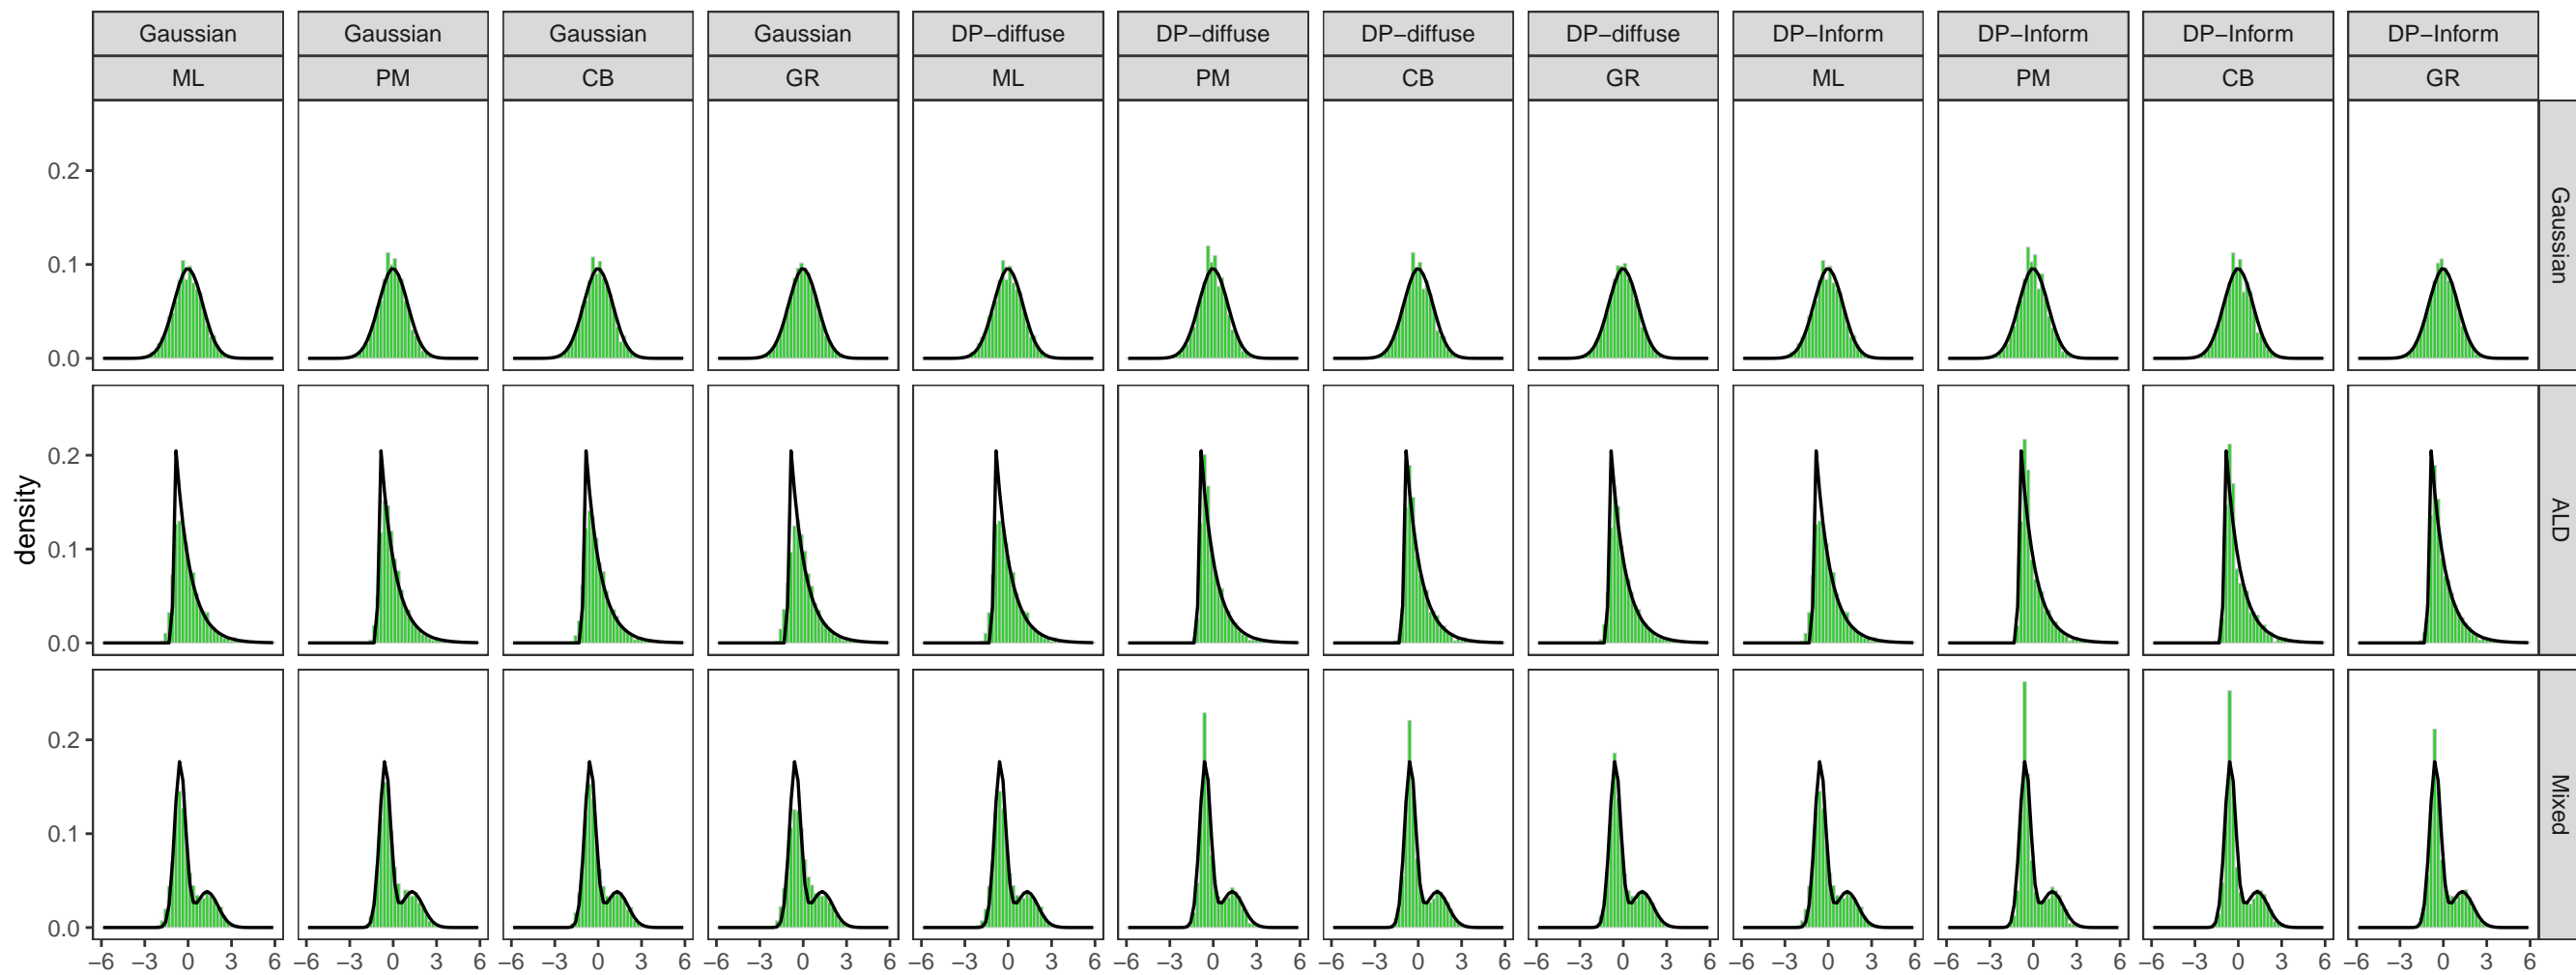 Gaussian Gaussian Gaussian Gaussian DP−diffuse DP−diffuse DP−diffuse DP−diffuse DP−Inform DP−Inform DP−Inform DP−Inform
ML PM CB GR ML PM CB GR ML PM CB GR
0.2
0.1
0.0
Gaussian
density
0.2
0.1
0.0
ALD
0.2
0.1
0.0
Mixed
−6 −3 0 3 6 −6 −3 0 3 6 −6 −3 0 3 6 −6 −3 0 3 6 −6 −3 0 3 6 −6 −3 0 3 6 −6 −3 0 3 6 −6 −3 0 3 6 −6 −3 0 3 6 −6 −3 0 3 6 −6 −3 0 3 6 −6 −3 0 3 6